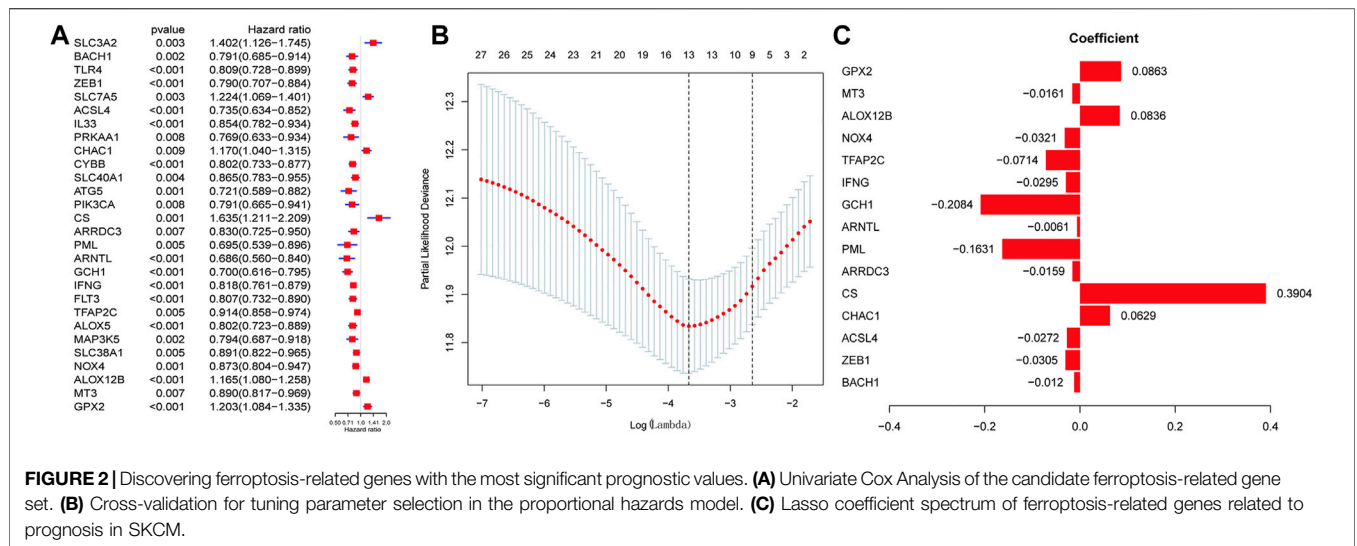 A
pvalue Hazard ratio
SLC3A2 0.003 1.402(1.126−1.745)
BACH1 0.002 0.791(0.685−0.914)
TLR4 <0.001 0.809(0.728−0.899)
ZEB1 <0.001 0.790(0.707−0.884)
SLC7A5 0.003 1.224(1.069−1.401)
ACSL4 <0.001 0.735(0.634−0.852)
IL33 <0.001 0.854(0.782−0.934)
PRKAA1 0.008 0.769(0.633−0.934)
CHAC1 0.009 1.170(1.040−1.315)
CYBB <0.001 0.802(0.733−0.877)
SLC40A1 0.004 0.865(0.783−0.955)
ATG5 0.001 0.721(0.589−0.882)
PIK3CA 0.008 0.791(0.665−0.941)
CS 0.001 1.635(1.211−2.209)
ARRDC3 0.007 0.830(0.725−0.950)
PML 0.005 0.695(0.539−0.896)
ARNTL <0.001 0.686(0.560−0.840)
GCH1 <0.001 0.700(0.616−0.795)
IFNG <0.001 0.818(0.761−0.879)
FLT3 <0.001 0.807(0.732−0.890)
TFAP2C 0.005 0.914(0.858−0.974)
ALOX5 <0.001 0.802(0.723−0.889)
MAP3K5 0.002 0.794(0.687−0.918)
SLC38A1 0.005 0.891(0.822−0.965)
NOX4 <0.001 0.873(0.804−0.947)
ALOX12B <0.001 1.165(1.080−1.258)
MT3 0.007 0.890(0.817−0.969)
GPX2 <0.001 1.203(1.084−1.335)
0.50 0.71 1.0 1.41 2.0
Hazard ratio
B
27 26 25 24 23 21 20 19 16 13 13 10 9 5 3 2
Partial Likelihood Deviance
12.3
12.2
12.1
12.0
11.9
11.8
−7 −6 −5 −4 −3 −2
Log (Lambda)
C
Coefficient
GPX2 0.0863
MT3 −0.0161
ALOX12B 0.0836
NOX4 −0.0321
TFAP2C −0.0714
IFNG −0.0295
GCH1 −0.2084
ARNTL −0.0061
PML −0.1631
ARRDC3 −0.0159
CS 0.3904
CHAC1 0.0629
ACSL4 −0.0272
ZEB1 −0.0305
BACH1 −0.012
−0.4 −0.2 0.0 0.2 0.4
FIGURE 2 | Discovering ferroptosis-related genes with the most significant prognostic values. (A) Univariate Cox Analysis of the candidate ferroptosis-related gene
set. (B) Cross-validation for tuning parameter selection in the proportional hazards model. (C) Lasso coefficient spectrum of ferroptosis-related genes related to
prognosis in SKCM.